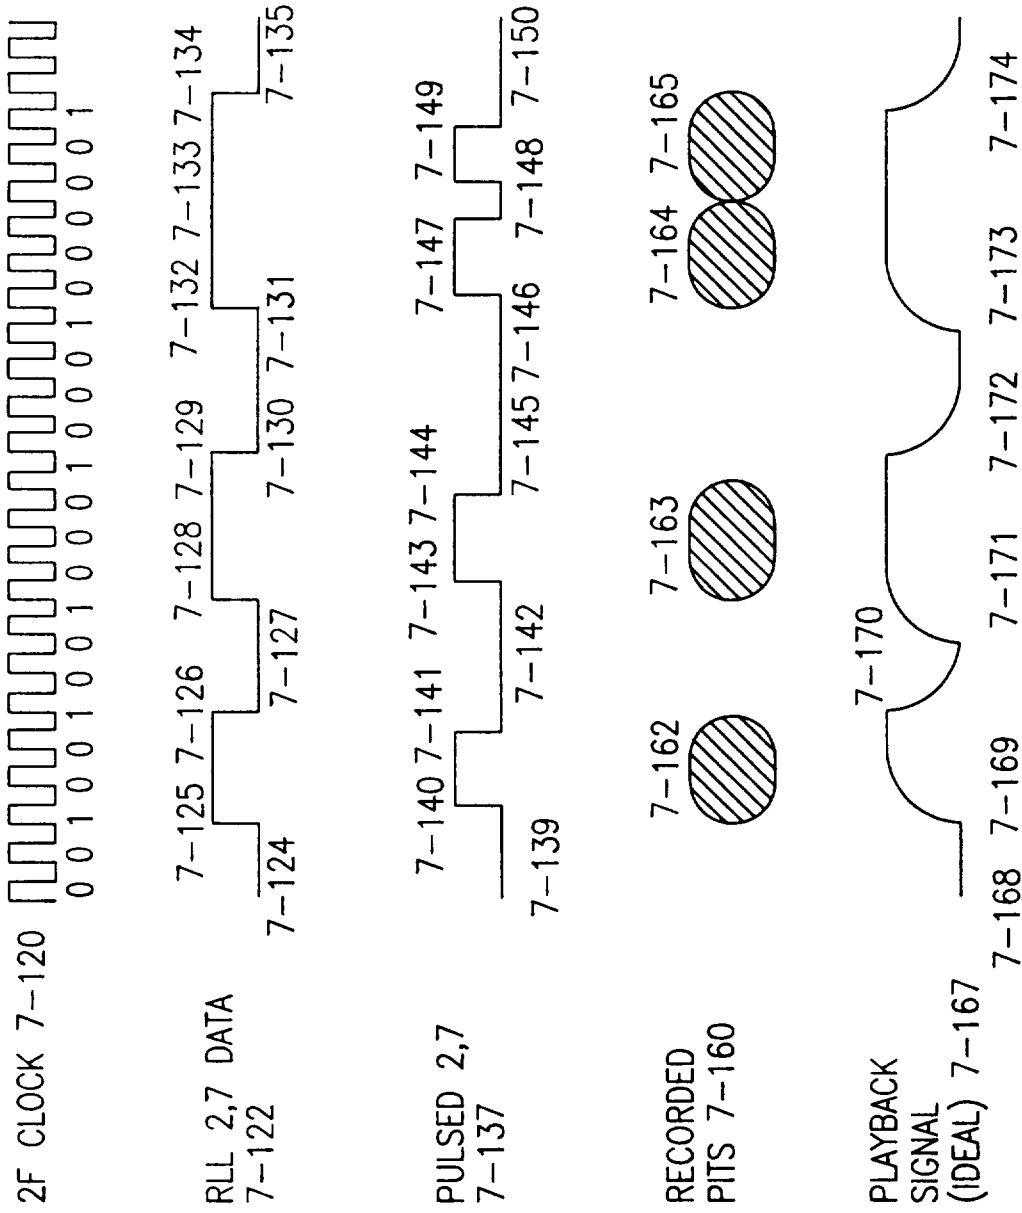 2F CLOCK 7-120
0 0 1 0 0 1 0 0 1 0 0 0 1 0 0 0 1 0 0 0 0 0 1
RLL 2,7 DATA
7-122
7-125 7-126 7-128 7-129 7-132 7-133 7-134
7-124 7-127 7-130 7-131 7-135
PULSED 2,7
7-137
7-140 7-141 7-143 7-144 7-147 7-149
7-139 7-142 7-145 7-146 7-148 7-150
RECORDED
PITS 7-160
7-162 7-163 7-164 7-165
PLAYBACK
SIGNAL
(IDEAL) 7-167
7-170
7-168 7-169 7-171 7-172 7-173 7-174